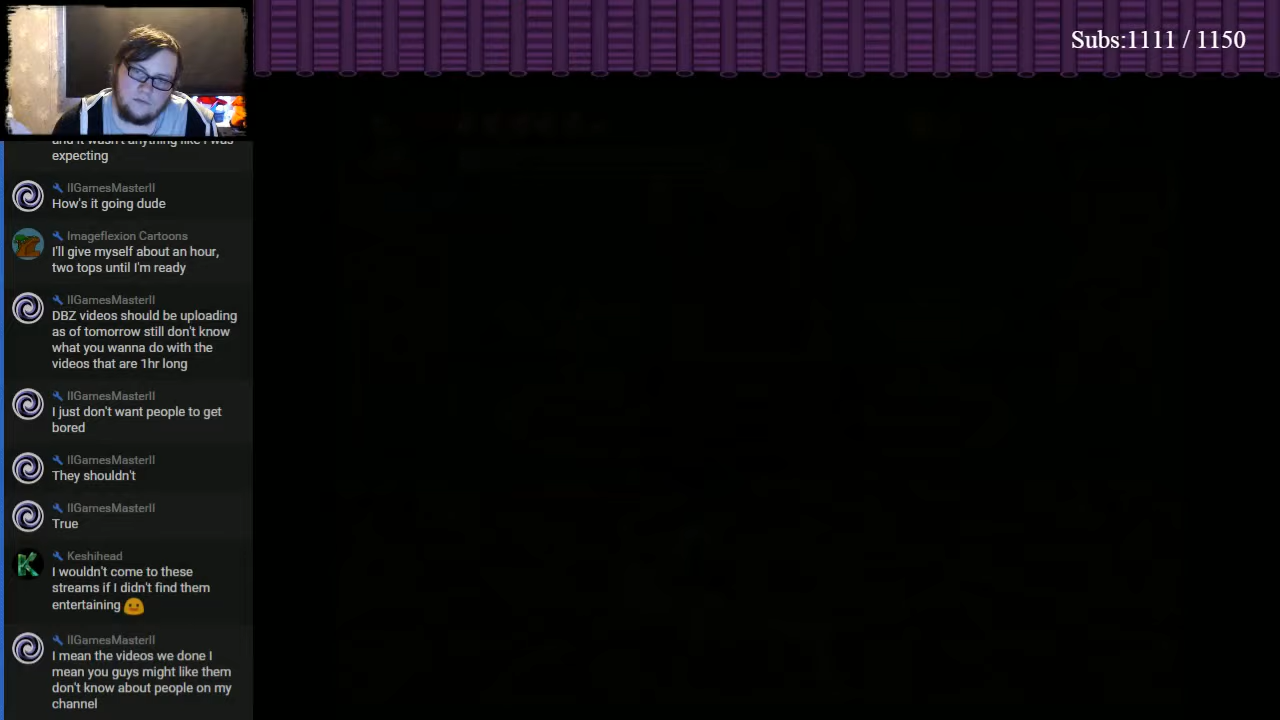 Subs:1111 / 1150
and it wasn't anything like I was
expecting
IIGamesMasterII
How's it going dude
Imageflexion Cartoons
I'll give myself about an hour,
two tops until I'm ready
IIGamesMasterII
DBZ videos should be uploading
as of tomorrow still don't know
what you wanna do with the
videos that are 1hr long
IIGamesMasterII
I just don't want people to get
bored
IIGamesMasterII
They shouldn't
IIGamesMasterII
True
Keshihead
I wouldn't come to these
streams if I didn't find them
entertaining
IIGamesMasterII
I mean the videos we done I
mean you guys might like them
don't know about people on my
channel